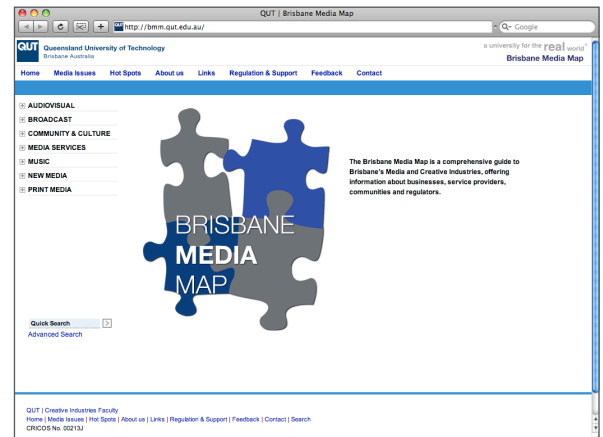 QUT | Brisbane Media Map
http://bmm.qut.edu.au/
Google
QUT
Queensland University of Technology
Brisbane Australia
a university for the real world
Brisbane Media Map
Home Media Issues Hot Spots About us Links Regulation & Support Feedback Contact
AUDIOVISUAL
BROADCAST
COMMUNITY & CULTURE
MEDIA SERVICES
MUSIC
NEW MEDIA
PRINT MEDIA
BRISBANE
MEDIA
MAP
The Brisbane Media Map is a comprehensive guide to
Brisbane's Media and Creative Industries, offering
information about businesses, service providers,
communities and regulators.
Quick Search
Advanced Search
QUT | Creative Industries Faculty
Home | Media Issues | Hot Spots | About us | Links | Regulation & Support | Feedback | Contact | Search
CRICOS No. 00213J